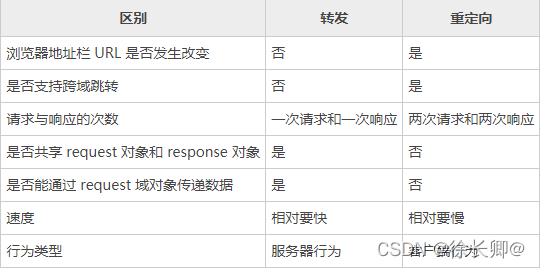 区别 转发 重定向
浏览器地址栏 URL 是否发生改变 否 是
是否支持跨域跳转 否 是
请求与响应的次数 一次请求和一次响应 两次请求和两次响应
是否共享 request 对象和 response 对象 是 否
是否能通过 request 域对象传递数据 是 否
速度 相对要快 相对要慢
行为类型 服务器行为 客户端行为
CSDN @徐长卿@